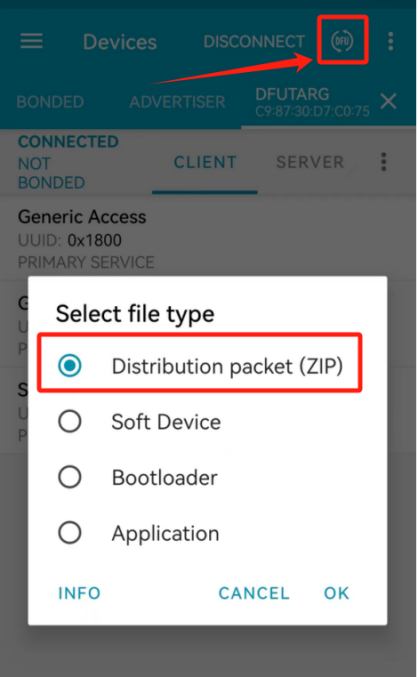 Devices
DISCONNECT
DFU
BONDED
ADVERTISER
DFUTARG
C9:87:30:D7:C0:75
CONNECTED
NOT
BONDED
CLIENT
SERVER
Generic Access
UUID: 0x1800
PRIMARY SERVICE
G
U
P
Select file type
Distribution packet (ZIP)
S
U
P
Soft Device
Bootloader
Application
INFO
CANCEL
OK